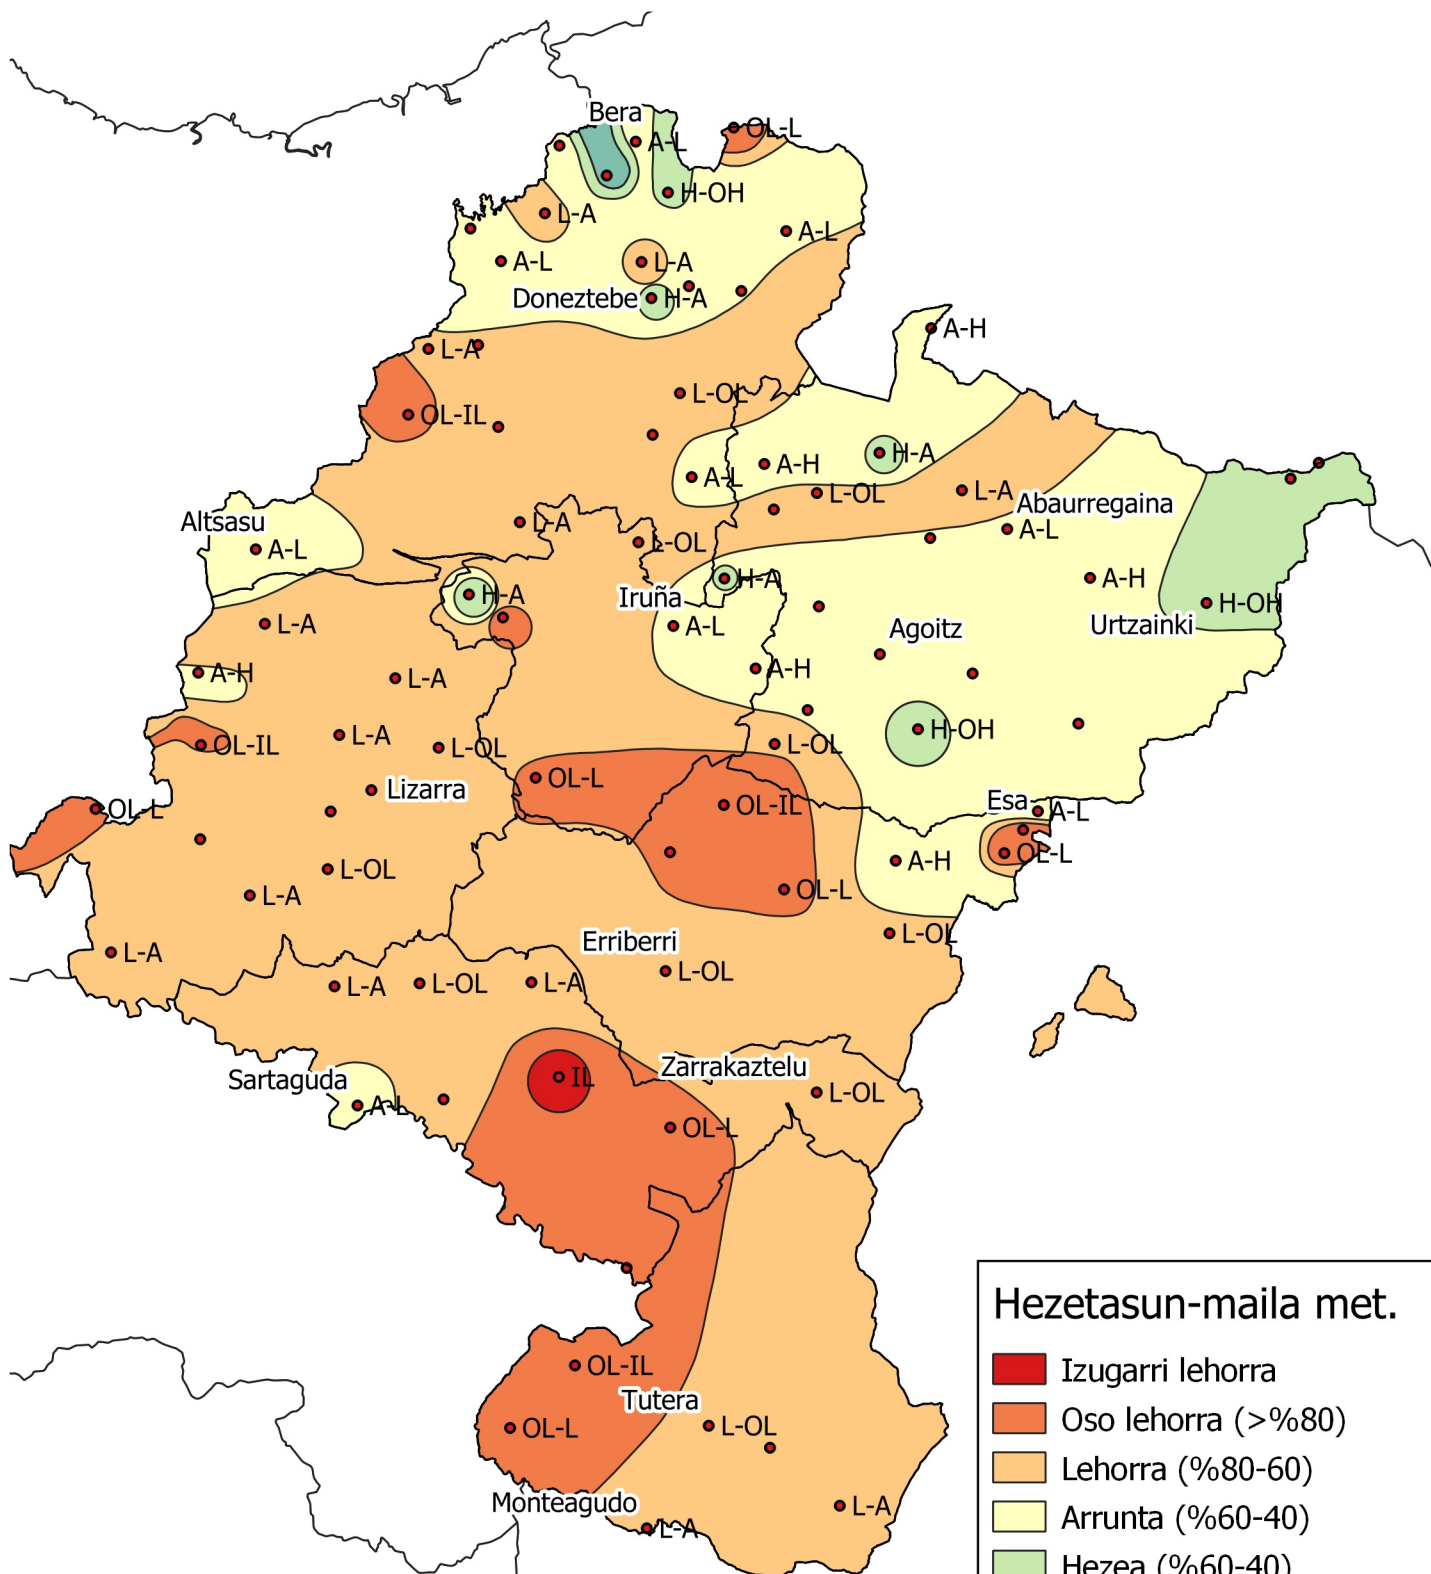 Bera
OL-L
A-L
H-OH
L-A
A-L
A-L
L-A
Doneztebe
H-A
A-H
L-A
L-OL
OL-IL
H-A
A-H
A-L
L-OL
L-A
Abaurregaina
Altsasu
L-A
A-L
L-OL
A-L
H-A
A-H
H-A
Iruña
H-OH
L-A
A-L
Agoitz
Urtzainki
A-H
L-A
A-H
H-OH
OL-IL
L-A
L-OL
L-OL
OL-L
Lizarra
OL-L
OL-IL
Esa
A-L
OL-L
A-H
L-OL
L-A
OL-L
L-OL
Erriberri
L-A
L-OL
L-A
L-OL
L-A
Zarrakaztelu
Sartaguda
IL
L-OL
A-L
OL-L
Hezetasun-maila met.
OL-IL
Izugarri lehorra
Tutera
Oso lehorra (>%80)
OL-L
L-OL
Lehorra (%80-60)
Monteagudo
L-A
Arrunta (%60-40)
L-A
Hezea (%60-40)